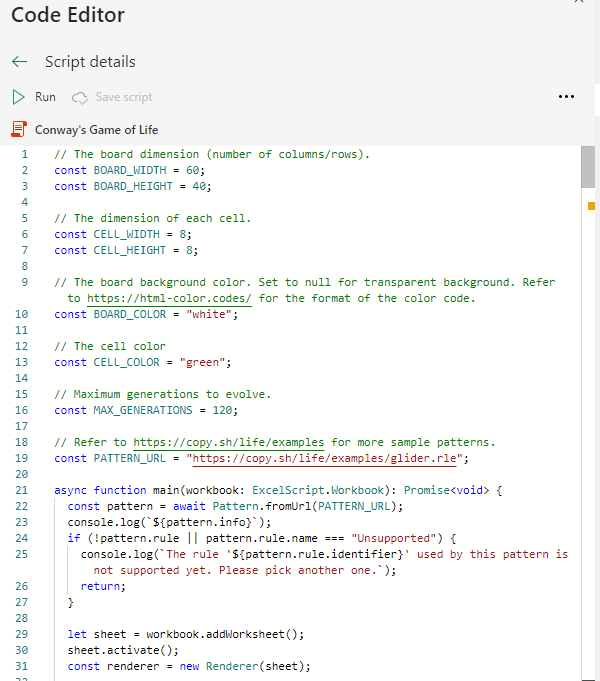 Code Editor
Script details
Run Save script
Conway's Game of Life
1 // The board dimension (number of columns/rows).
2 const BOARD_WIDTH = 60;
3 const BOARD_HEIGHT = 40;
4
5 // The dimension of each cell.
6 const CELL_WIDTH = 8;
7 const CELL_HEIGHT = 8;
8
9 // The board background color. Set to null for transparent background. Refer
to https://html-color.codes/ for the format of the color code.
10 const BOARD_COLOR = "white";
11
12 // The cell color
13 const CELL_COLOR = "green";
14
15 // Maximum generations to evolve.
16 const MAX_GENERATIONS = 120;
17
18 // Refer to https://copy.sh/life/examples for more sample patterns.
19 const PATTERN_URL = "https://copy.sh/life/examples/glider.rle";
20
21 async function main(workbook: ExcelScript.Workbook): Promise<void> {
22 const pattern = await Pattern.fromUrl(PATTERN_URL);
23 console.log(`${pattern.info}`);
24 if (!pattern.rule || pattern.rule.name === "Unsupported") {
25 console.log(`The rule '${pattern.rule.identifier}' used by this pattern is
not supported yet. Please pick another one.`);
26 return;
27 }
28
29 let sheet = workbook.addWorksheet();
30 sheet.activate();
31 const renderer = new Renderer(sheet);